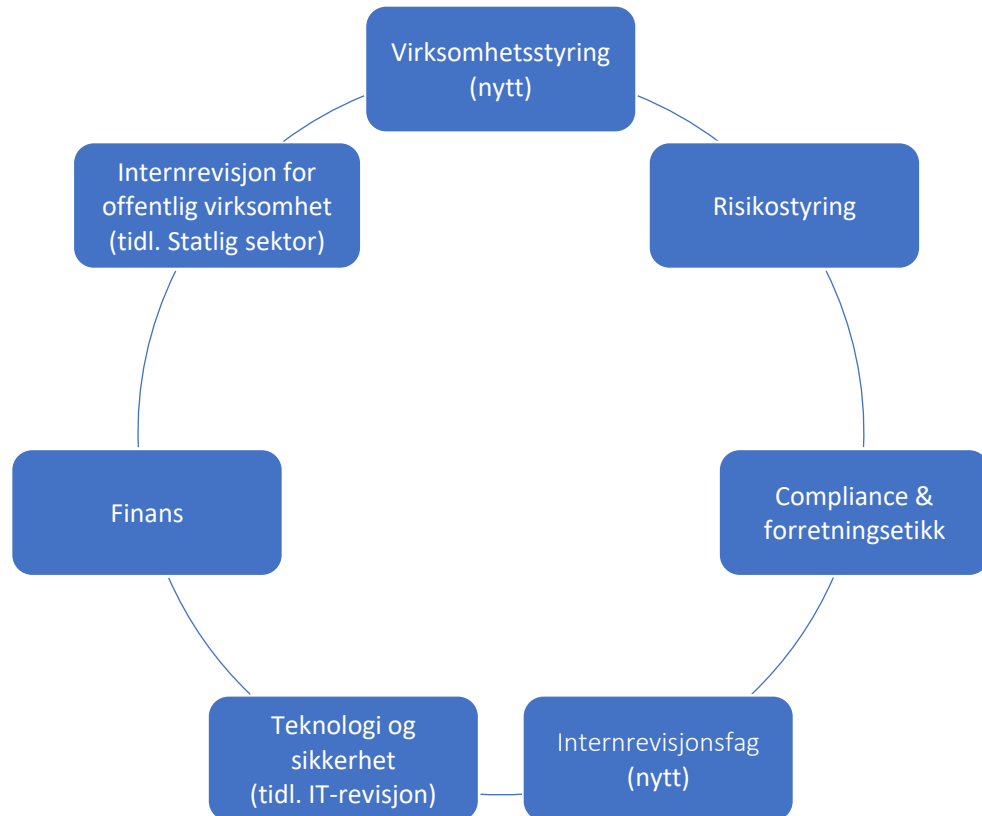 Virksomhetsstyring
(nytt)
Risikostyring
Compliance &
forretningsetikk
Internrevisjonsfag
(nytt)
Teknologi og
sikkerhet
(tidl. IT-revisjon)
Finans
Internrevisjon for
offentlig virksomhet
(tidl. Statlig sektor)